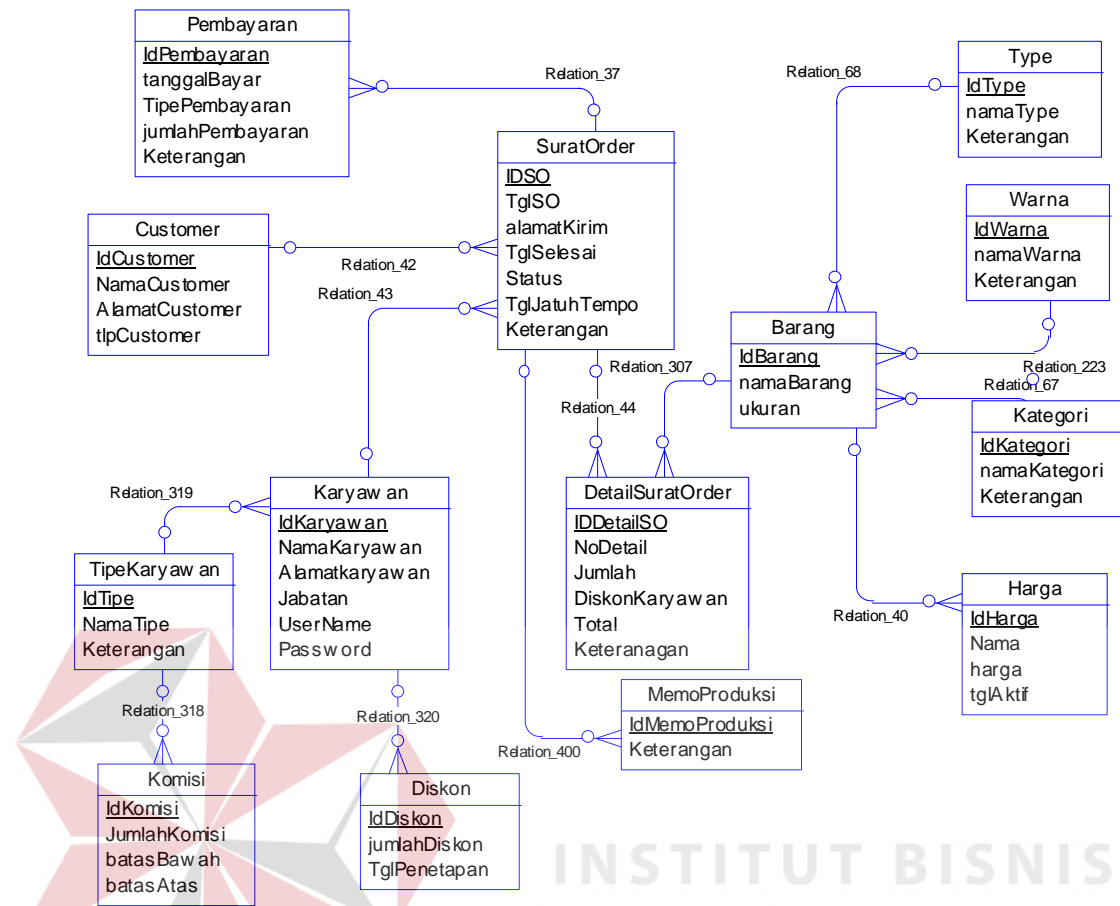 Pembayaran
IdPembayaran
tanggalBayar
TipePembayaran
jumlahPembayaran
Keterangan
Relation_37
Relation_68
Type
IdType
namaType
Keterangan
SuratOrder
IDSO
TglSO
alamatKirim
TglSelesai
Status
TglJatuhTempo
Keterangan
Customer
IdCustomer
NamaCustomer
AlamatCustomer
tlpCustomer
Relation_42
Relation_43
Warna
IdWarna
namaWarna
Keterangan
Barang
IdBarang
namaBarang
ukuran
Relation_307
Relation_44
Relation_223
Relation_67
Kategori
IdKategori
namaKategori
Keterangan
Relation_319
Karyawan
IdKaryawan
NamaKaryawan
Alamatkaryawan
Jabatan
UserName
Password
DetailSuratOrder
IDDetailSO
NoDetail
Jumlah
DiskonKaryawan
Total
Keteranagan
TipeKaryawan
IdTipe
NamaTipe
Keterangan
Harga
IdHarga
Nama
harga
tglAktif
Relation_40
Relation_318
Relation_320
Relation_400
MemoProduksi
IdMemoProduksi
Keterangan
Komisi
IdKomisi
JumlahKomisi
batasBawah
batasAtas
Diskon
IdDiskon
jumlahDiskon
TglPenetapan
INSTITUT BISNIS